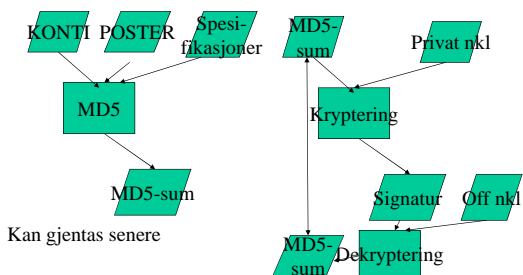 KONTI
POSTER
Spesi-
fikasjoner
MD5
MD5-sum
Kan gjentas senere
MD5-
sum
Privat nkl
Kryptering
Signatur
Off nkl
MD5-
sum
Dekryptering